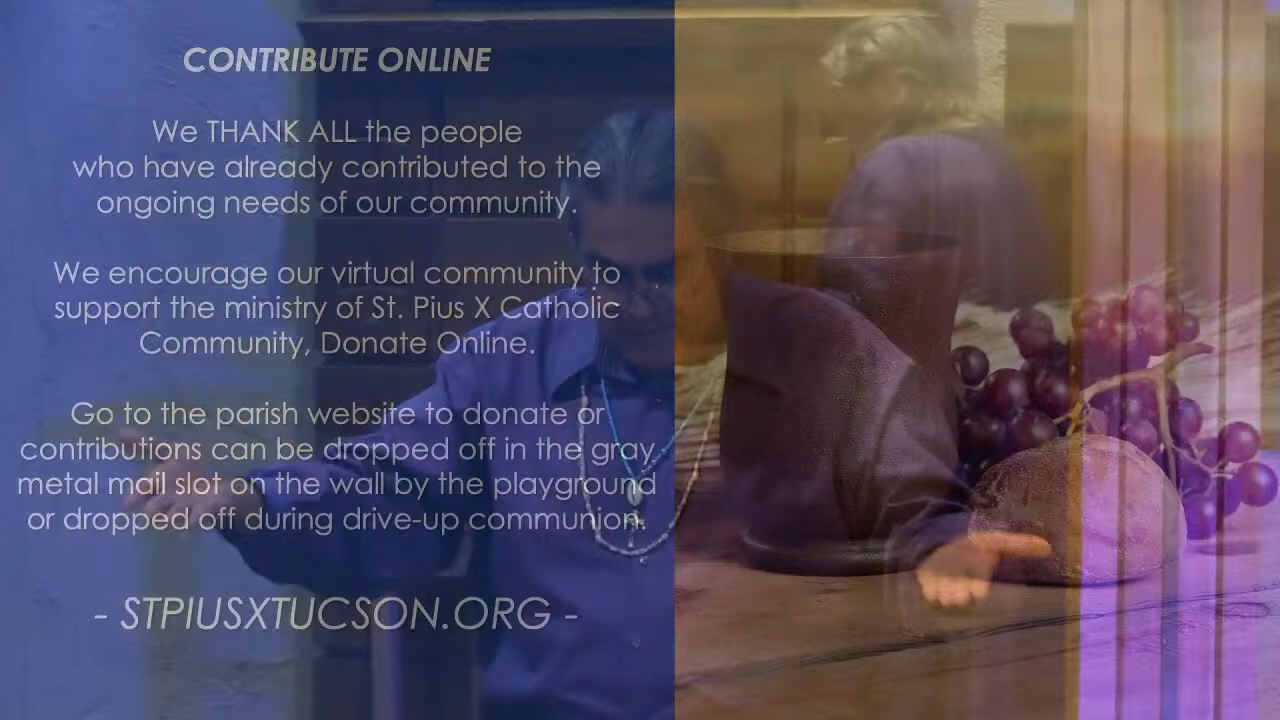 CONTRIBUTE ONLINE
We THANK ALL the people
who have already contributed to the
ongoing needs of our community.
We encourage our virtual community to
support the ministry of St. Pius X Catholic
Community, Donate Online.
Go to the parish website to donate or
contributions can be dropped off in the gray
metal mail slot on the wall by the playground
or dropped off during drive-up communion.
- STPIUSXTUCSON.ORG -